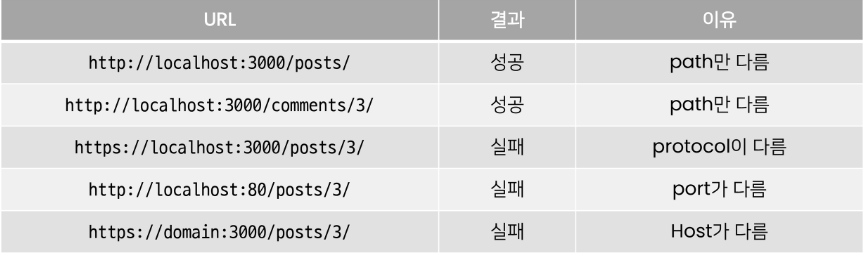 URL 결과 이유
http://localhost:3000/posts/ 성공 path만 다름
http://localhost:3000/comments/3/ 성공 path만 다름
https://localhost:3000/posts/3/ 실패 protocol이 다름
http://localhost:80/posts/3/ 실패 port가 다름
https://domain:3000/posts/3/ 실패 Host가 다름